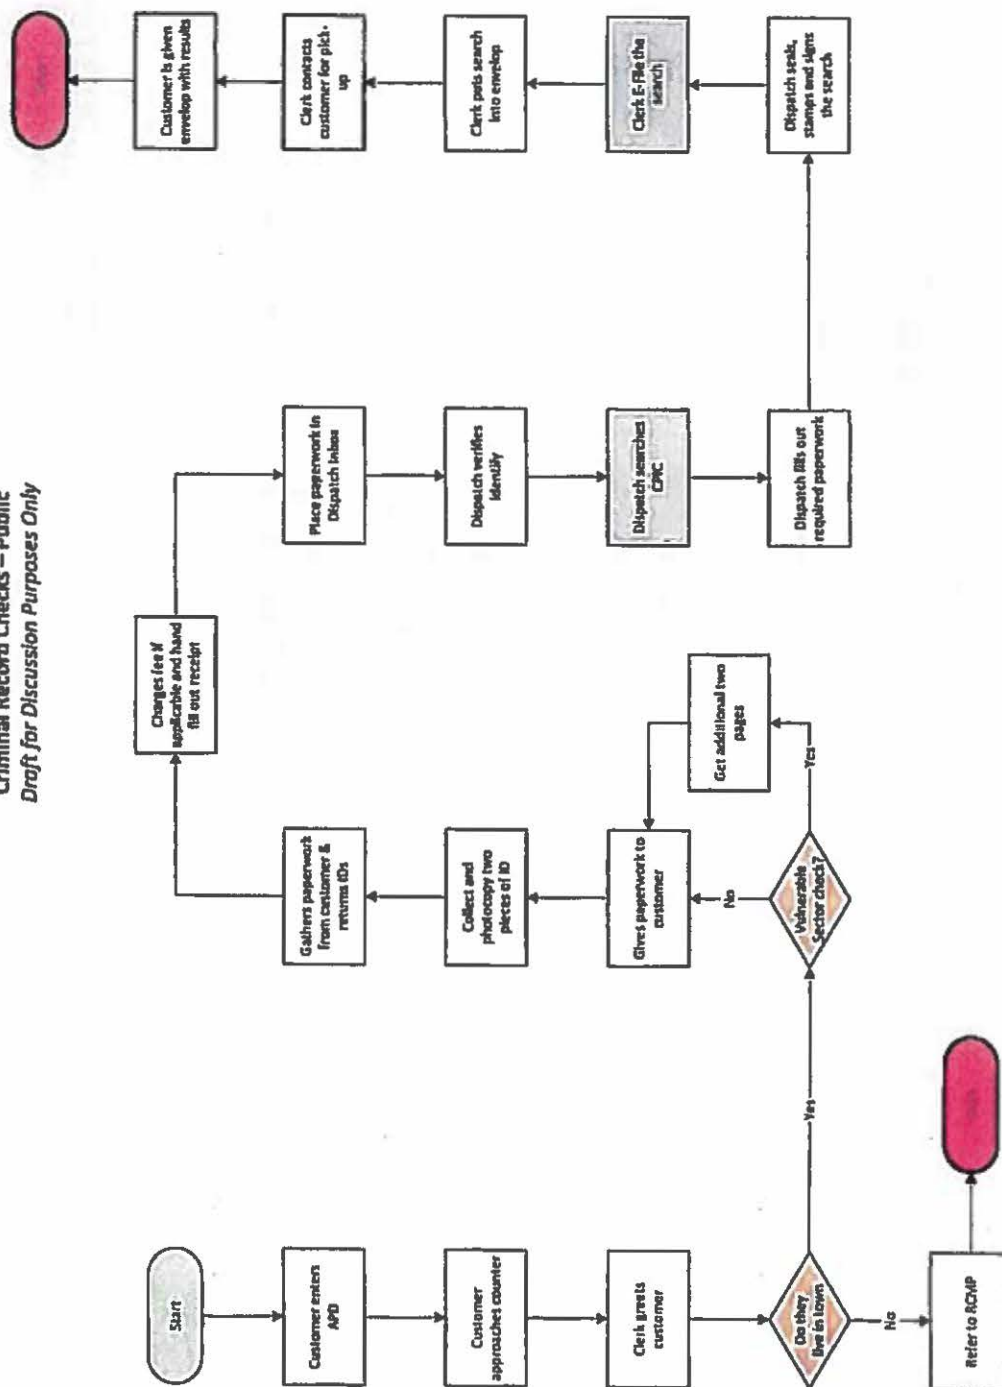 Criminal Record Checks – Public
Draft for Discussion Purposes Only
Start
Customer enters
APD
Customer
approaches counter
Clerk greets
customer
Do they
live in town
No
Refer to RCMP
Yes
Vulnerable
Sector check?
Yes
Get additional two
pages
No
Gives paperwork to
customer
Collect and
photocopy two
pieces of ID
Gathers paperwork
from customer &
returns IDs
Charges fee if
applicable and hand
fill out receipt
Place paperwork in
Dispatch Inbox
Dispatch verifies
identify
Dispatch searches
CPIC
Dispatch fills out
required paperwork
Dispatch seals,
stamps and signs
the search
Clerk E-File the
search
Clerk puts search
into envelop
Clerk contacts
customer for pick-
up
Customer is given
envelop with results